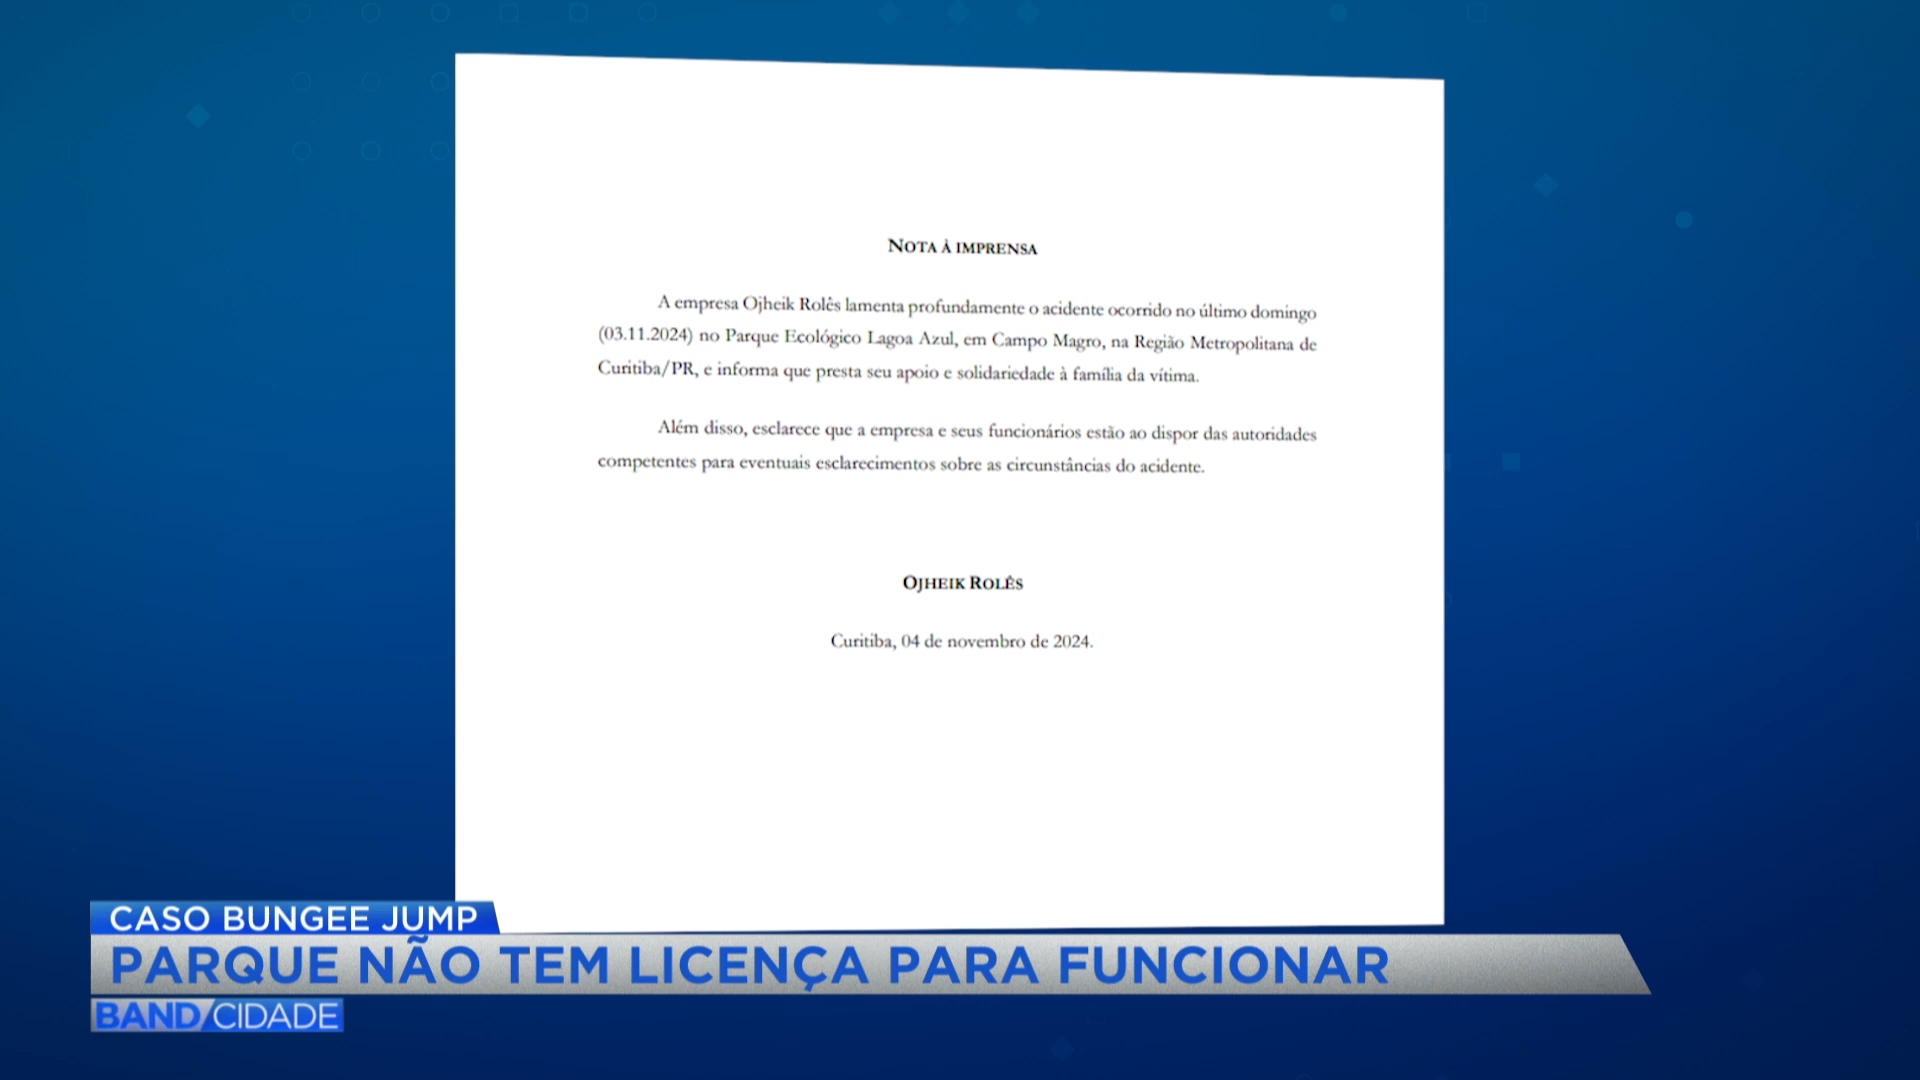 NOTA À IMPRENSA
A empresa Ojheik Rolês lamenta profundamente o acidente ocorrido no último domingo
(03.11.2024) no Parque Ecológico Lagoa Azul, em Campo Magro, na Região Metropolitana de
Curitiba/PR, e informa que presta seu apoio e solidariedade à família da vítima.
Além disso, esclarece que a empresa e seus funcionários estão ao dispor das autoridades
competentes para eventuais esclarecimentos sobre as circunstâncias do acidente.
OJHEIK ROLÊS
Curitiba, 04 de novembro de 2024.
CASO BUNGEE JUMP
PARQUE NÃO TEM LICENÇA PARA FUNCIONAR
BAND/CIDADE